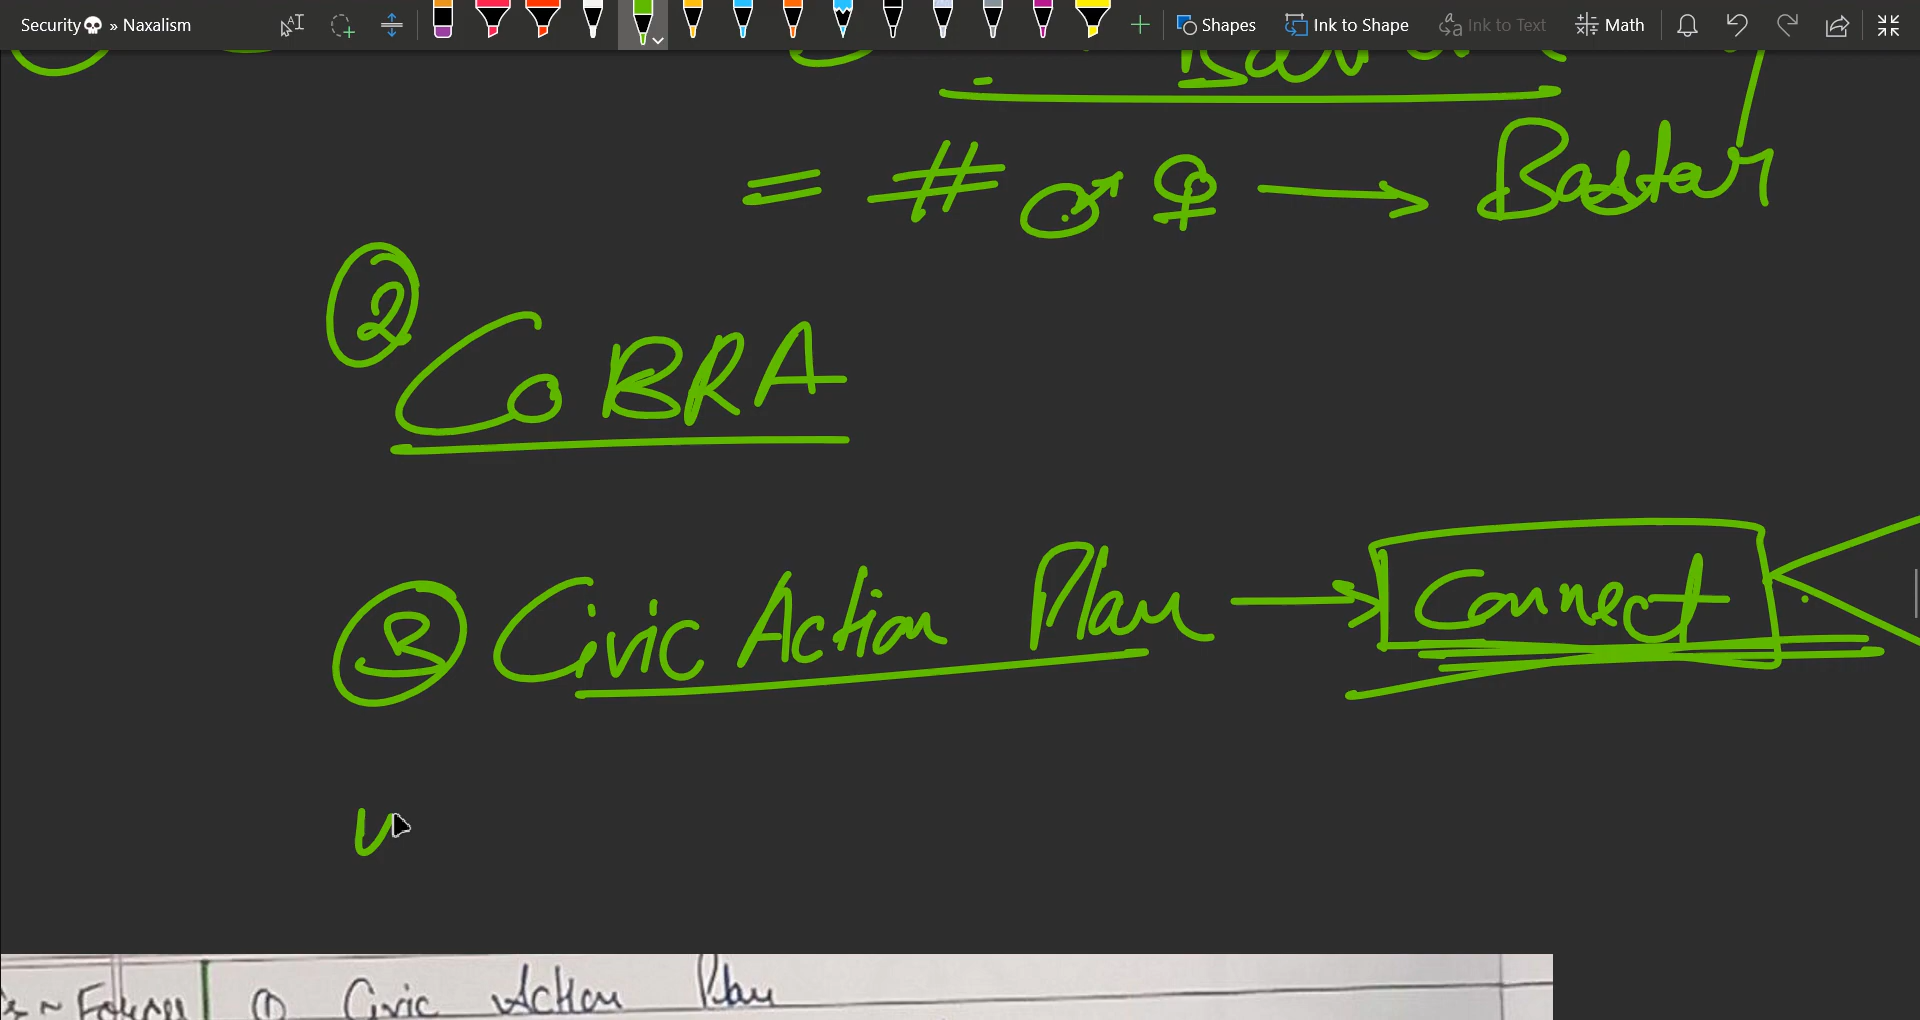 Security💀 » Naxalism Shapes Ink to Shape Ink to Text Math
= # ♂ ♀ → Bastar
2
CoBRA
3 Civic Action Plan → Connect
① Civic Action Plan